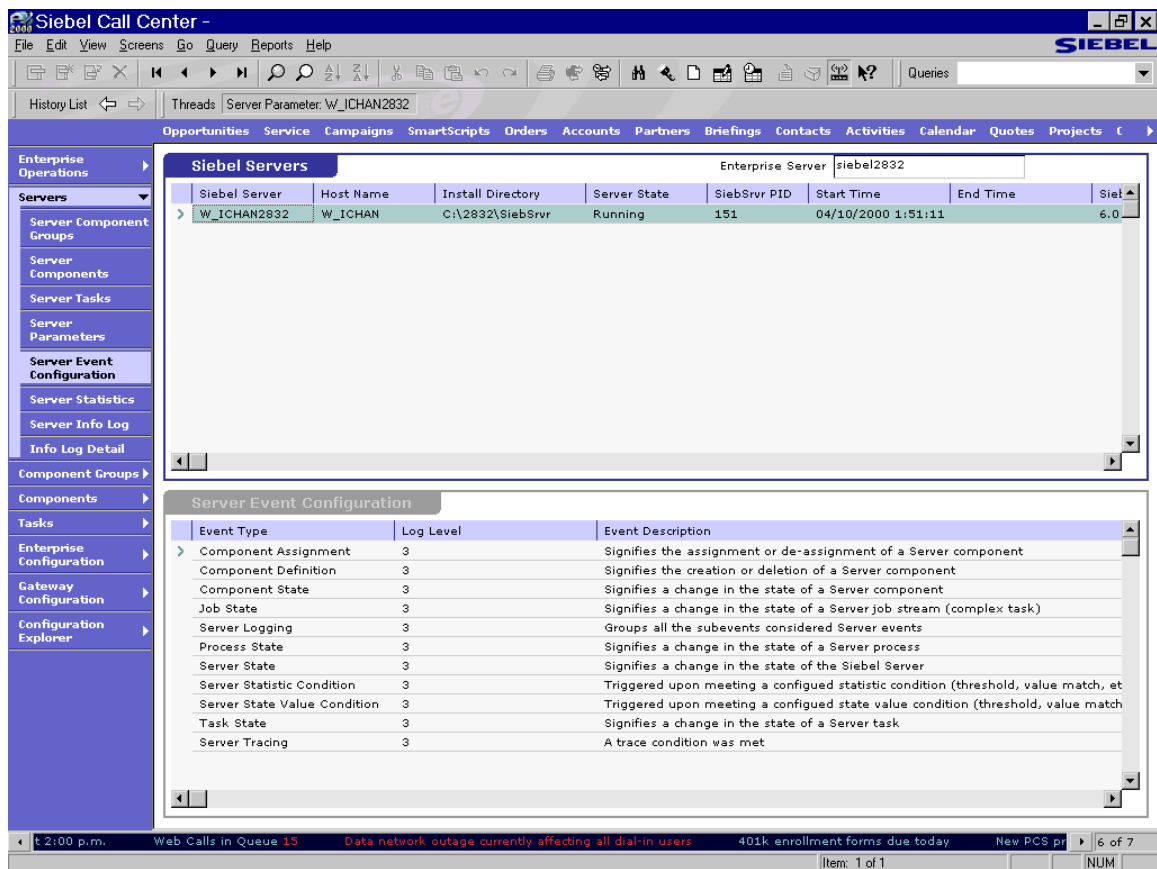 2000 Siebel Call Center -
File Edit View Screens Go Query Reports Help SIEBEL
Queries
History List Threads Server Parameter: W_ICHAN2832
Opportunities Service Campaigns SmartScripts Orders Accounts Partners Briefings Contacts Activities Calendar Quotes Projects
Enterprise Operations
Servers
Server Component Groups
Server Components
Server Tasks
Server Parameters
Server Event Configuration
Server Statistics
Server Info Log
Info Log Detail
Component Groups
Components
Tasks
Enterprise Configuration
Gateway Configuration
Configuration Explorer
Siebel Servers Enterprise Server siebel2832
Siebel Server Host Name Install Directory Server State SiebSrvr PID Start Time End Time Siel
W_ICHAN2832 W_ICHAN C:\2832\SiebSrvr Running 151 04/10/2000 1:51:11 6.0
Server Event Configuration
Event Type Log Level Event Description
Component Assignment 3 Signifies the assignment or de-assignment of a Server component
Component Definition 3 Signifies the creation or deletion of a Server component
Component State 3 Signifies a change in the state of a Server component
Job State 3 Signifies a change in the state of a Server job stream (complex task)
Server Logging 3 Groups all the subevents considered Server events
Process State 3 Signifies a change in the state of a Server process
Server State 3 Signifies a change in the state of the Siebel Server
Server Statistic Condition 3 Triggered upon meeting a configued statistic condition (threshold, value match, et
Server State Value Condition 3 Triggered upon meeting a configued state value condition (threshold, value match
Task State 3 Signifies a change in the state of a Server task
Server Tracing 3 A trace condition was met
t 2:00 p.m. Web Calls in Queue 15 Data network outage currently affecting all dial-in users 401k enrollment forms due today New PCS pr 6 of 7
Item: 1 of 1 NUM